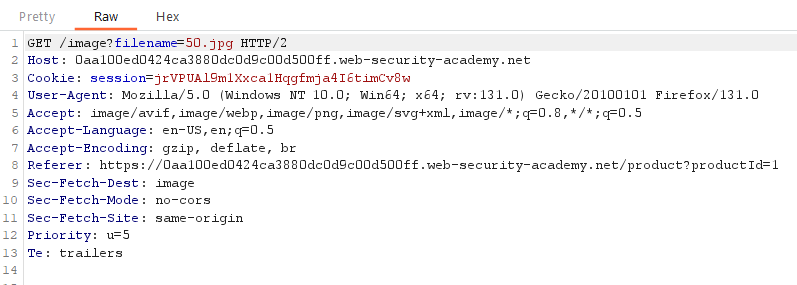 Pretty Raw Hex
1 GET /image?filename=50.jpg HTTP/2
2 Host: 0aa100ed0424ca3880dc0d9c00d500ff.web-security-academy.net
3 Cookie: session=jrVPUAl9mlXxca1Hqgfmja4I6timCv8w
4 User-Agent: Mozilla/5.0 (Windows NT 10.0; Win64; x64; rv:131.0) Gecko/20100101 Firefox/131.0
5 Accept: image/avif,image/webp,image/png,image/svg+xml,image/*;q=0.8,*/*;q=0.5
6 Accept-Language: en-US,en;q=0.5
7 Accept-Encoding: gzip, deflate, br
8 Referer: https://0aa100ed0424ca3880dc0d9c00d500ff.web-security-academy.net/product?productId=1
9 Sec-Fetch-Dest: image
10 Sec-Fetch-Mode: no-cors
11 Sec-Fetch-Site: same-origin
12 Priority: u=5
13 Te: trailers
14